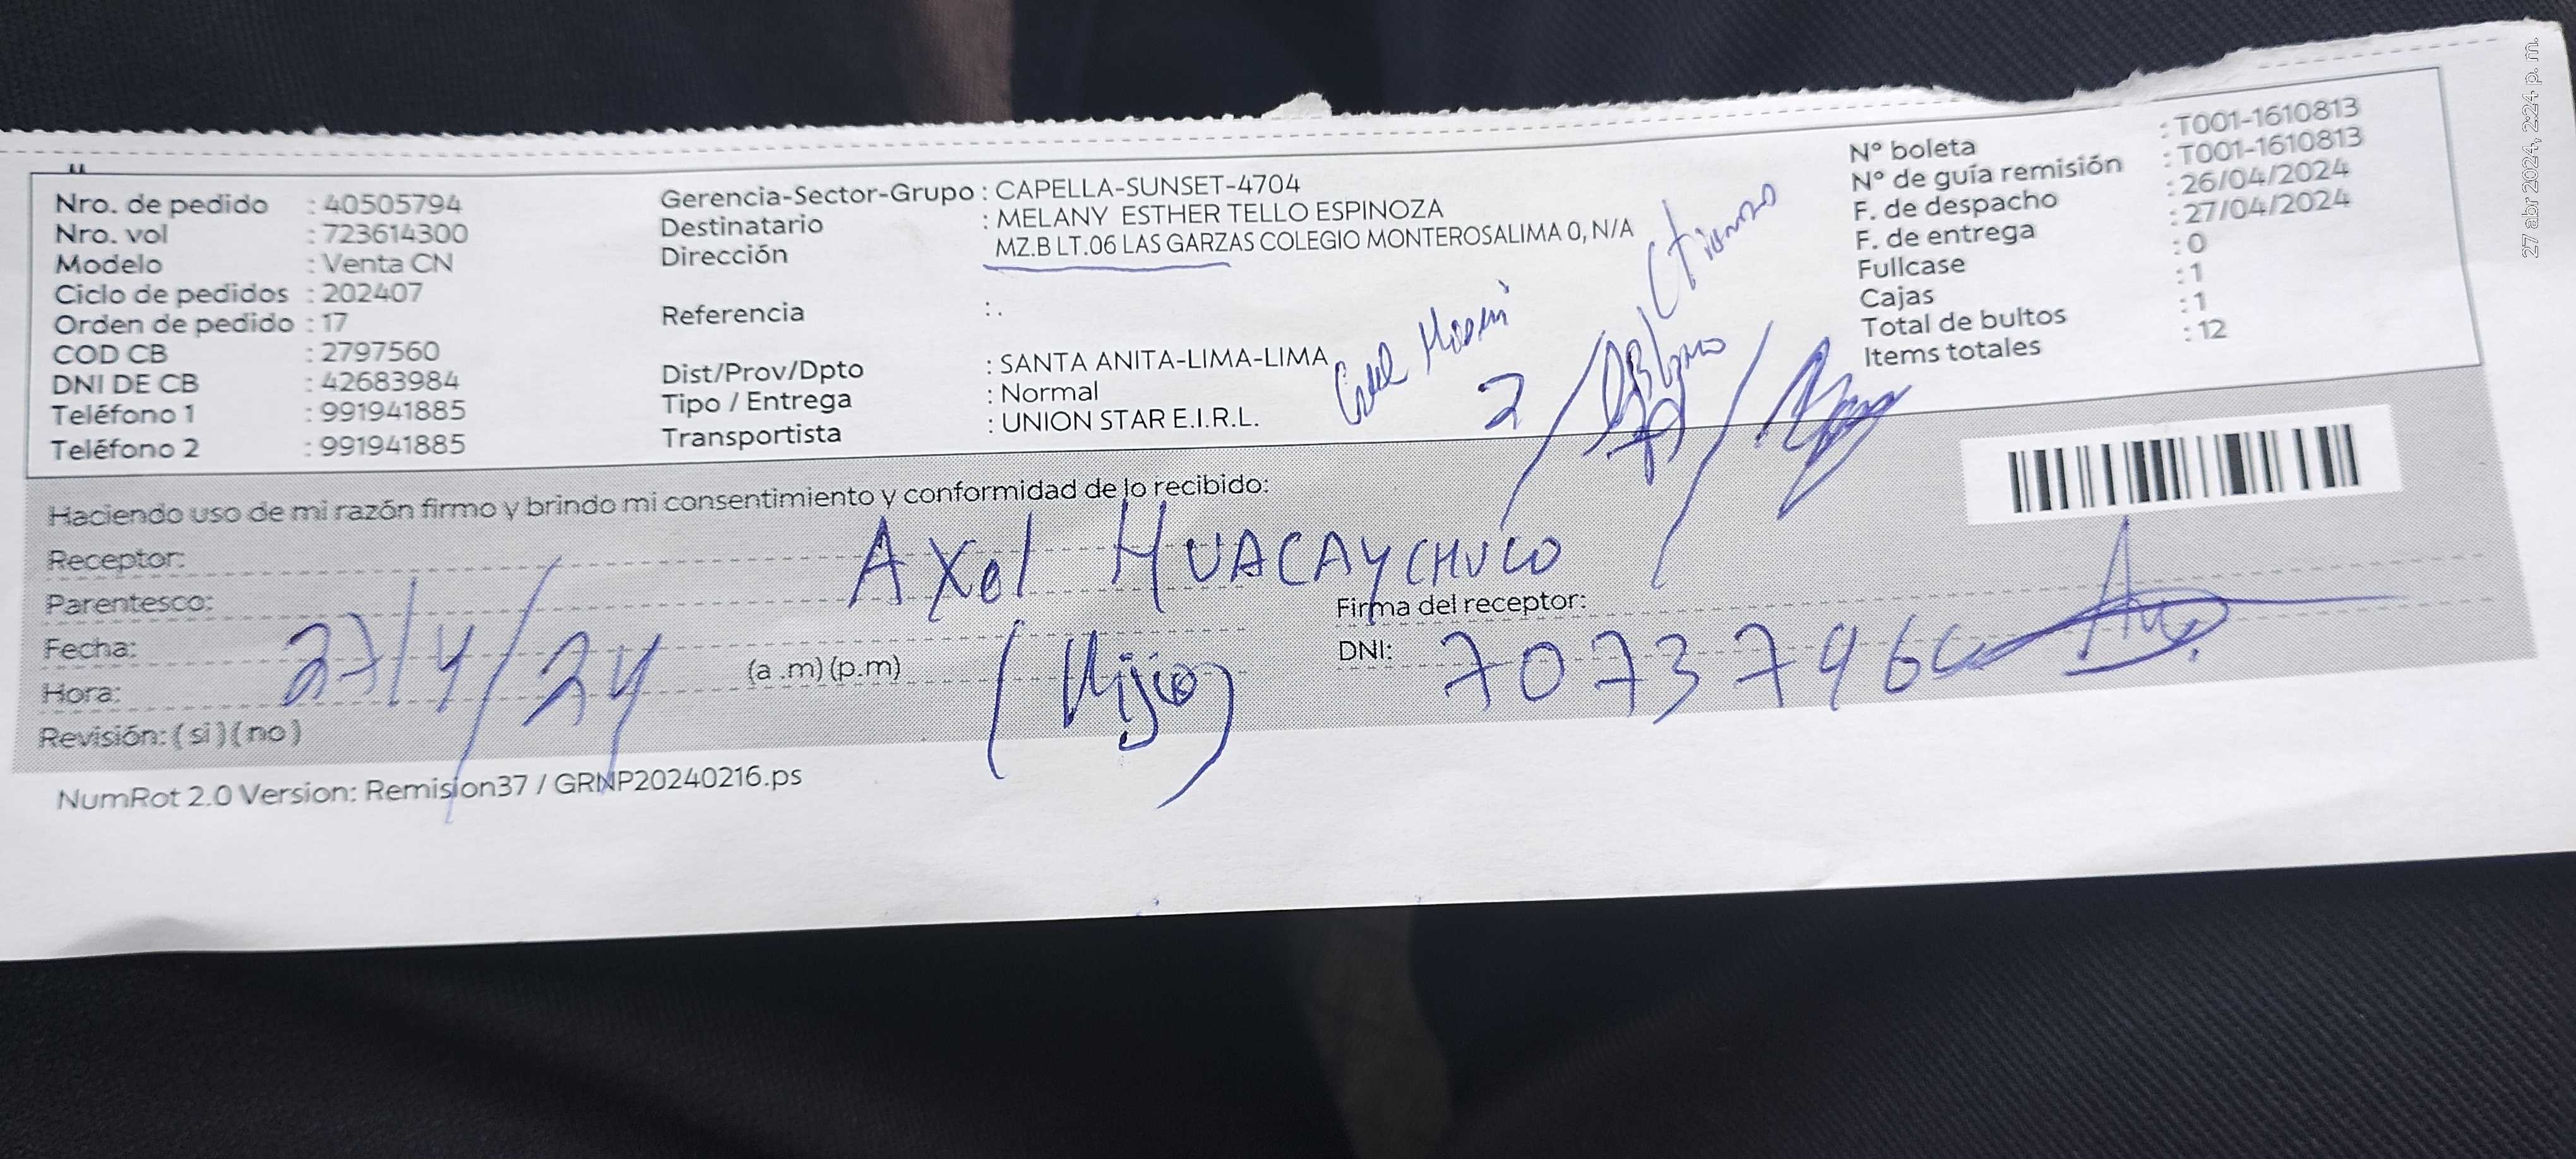 27 abr 2024, 2:24 p. m.
Nro. de pedido : 40505794
Nro. vol : 723614300
Modelo : Venta CN
Ciclo de pedidos : 202407
Orden de pedido : 17
COD CB : 2797560
DNI DE CB : 42683984
Teléfono 1 : 991941885
Teléfono 2 : 991941885
Gerencia-Sector-Grupo : CAPELLA-SUNSET-4704
Destinatario : MELANY ESTHER TELLO ESPINOZA
Dirección MZ.B LT.06 LAS GARZAS COLEGIO MONTEROSALIMA 0, N/A
Referencia : .
Dist/Prov/Dpto : SANTA ANITA-LIMA-LIMA
Tipo / Entrega : Normal
Transportista : UNION STAR E.I.R.L.
N° boleta : T001-1610813
N° de guía remisión : T001-1610813
F. de despacho : 26/04/2024
F. de entrega : 27/04/2024
Fullcase : 0
Cajas : 1
Total de bultos : 1
Items totales : 12
2
Haciendo uso de mi razón firmo y brindo mi consentimiento y conformidad de lo recibido:
Receptor: Axel HUACAYCHUCO
Parentesco: (Hijo)
Firma del receptor:
Fecha: 27/4/24
DNI: 7073796
Hora: (a .m) (p.m)
Revisión: ( si ) ( no )
NumRot 2.0 Version: Remision37 / GRNP20240216.ps